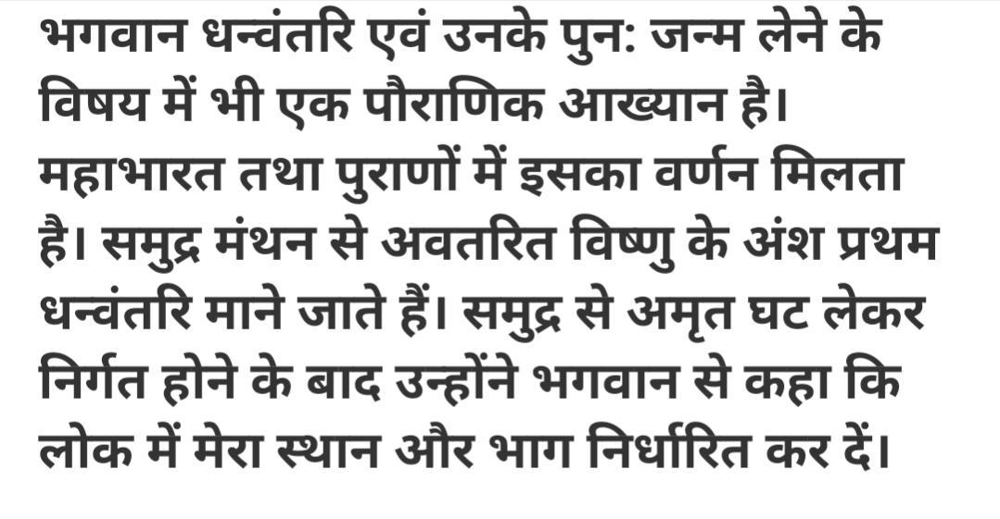 भगवान धन्वंतरि एवं उनके पुन: जन्म लेने के
विषय में भी एक पौराणिक आख्यान है।
महाभारत तथा पुराणों में इसका वर्णन मिलता
है। समुद्र मंथन से अवतरित विष्णु के अंश प्रथम
धन्वंतरि माने जाते हैं। समुद्र से अमृत घट लेकर
निर्गत होने के बाद उन्होंने भगवान से कहा कि
लोक में मेरा स्थान और भाग निर्धारित कर दें।